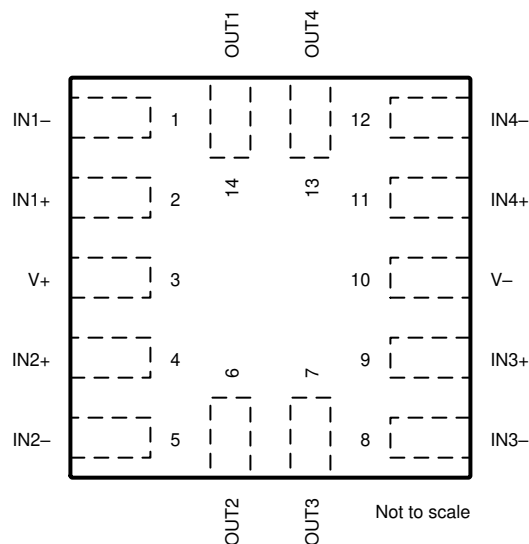 OUT1
OUT4
IN1–
1
12
IN4–
14
13
IN1+
2
11
IN4+
V+
3
10
V–
IN2+
4
6
7
9
IN3+
IN2–
5
8
IN3–
OUT2
OUT3
Not to scale